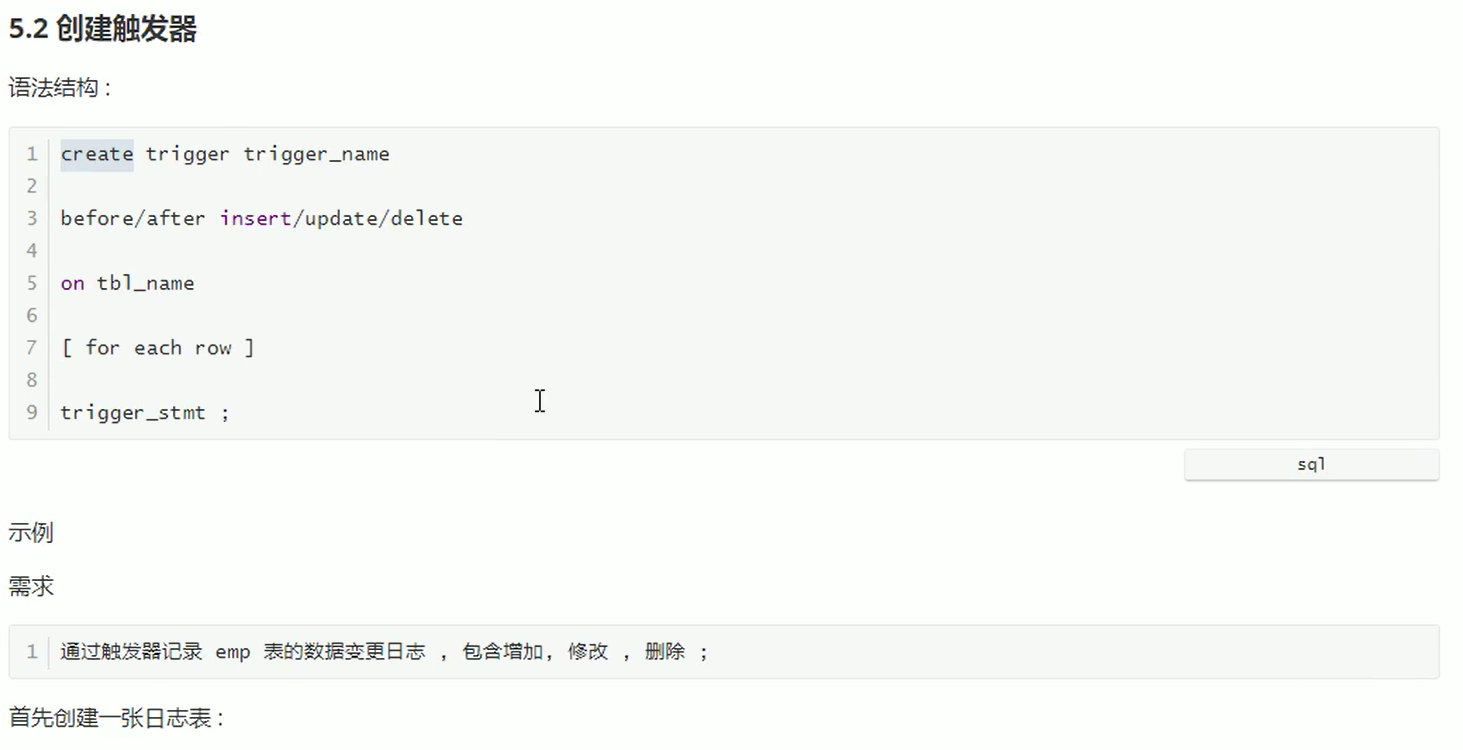 5.2 创建触发器
语法结构 :
1 create trigger trigger_name
2
3 before/after insert/update/delete
4
5 on tbl_name
6
7 [ for each row ]
8
9 trigger_stmt ;
sql
示例
需求
1 通过触发器记录 emp 表的数据变更日志 , 包含增加, 修改 , 删除 ;
首先创建一张日志表 :